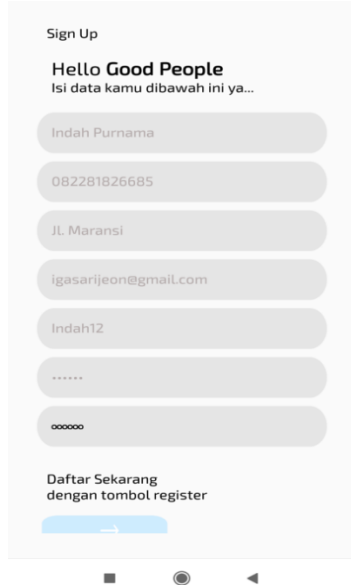 Sign Up
Hello Good People
Isi data kamu dibawah ini ya...
Indah Purnama
082281826685
JL Maransi
igasarijeon@gmail.com
Indah12
••••••
oooooo
Daftar Sekarang
dengan tombol register